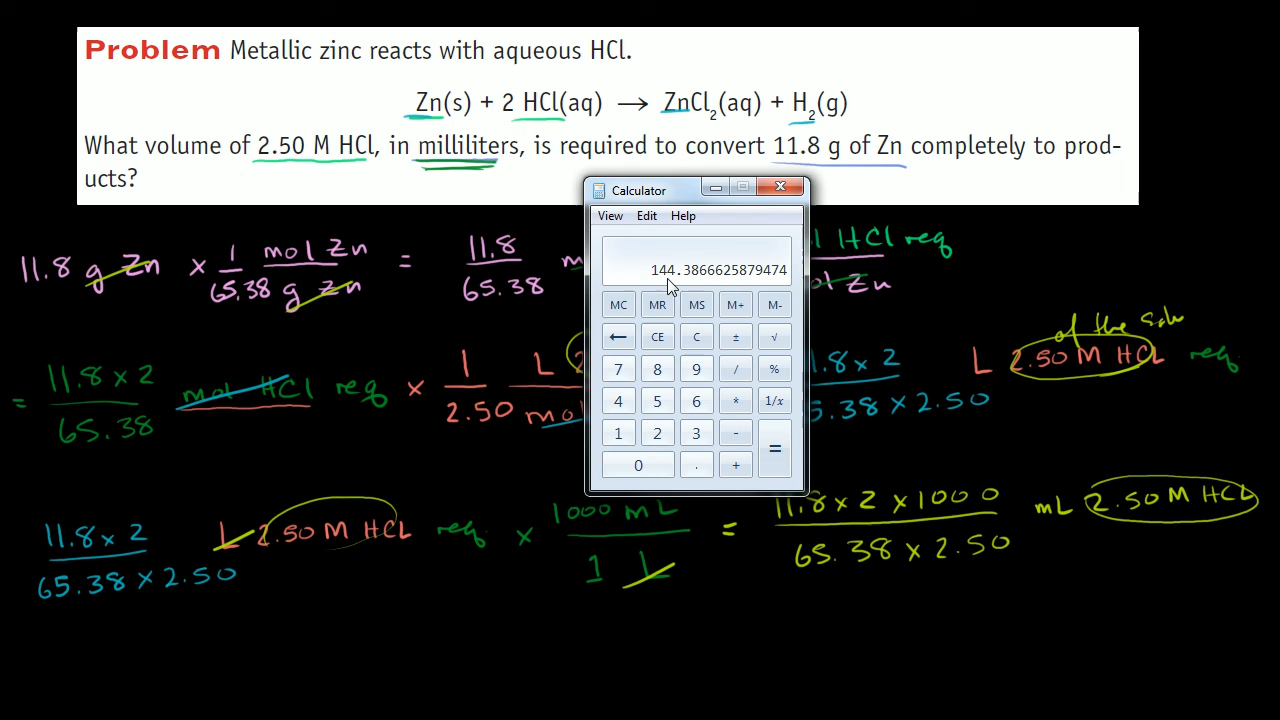 Problem Metallic zinc reacts with aqueous HCl.
Zn(s) + 2 HCl(aq) → ZnCl₂(aq) + H₂(g)
What volume of 2.50 M HCl, in milliliters, is required to convert 11.8 g of Zn completely to prod-
ucts?
Calculator
View Edit Help
144.3866625879474
MC MR MS M+ M-
← CE C ± √
7 8 9 / %
4 5 6 * 1/x
1 2 3 - =
0 . +
11.8 g Zn × 1 mol Zn / 65.38 g Zn = 11.8 / 65.38 HCl req / Zn
= 11.8 × 2 / 65.38 mol HCl req × 1 L / 2.50 .8 × 2 / 5.38 × 2.50 L 2.50 M HCL req
of the Soln
11.8 × 2 / 65.38 × 2.50 L 2.50 M HCL req × 1000 mL / 1 L = 11.8 × 2 × 1000 / 65.38 × 2.50 mL 2.50 M HCL